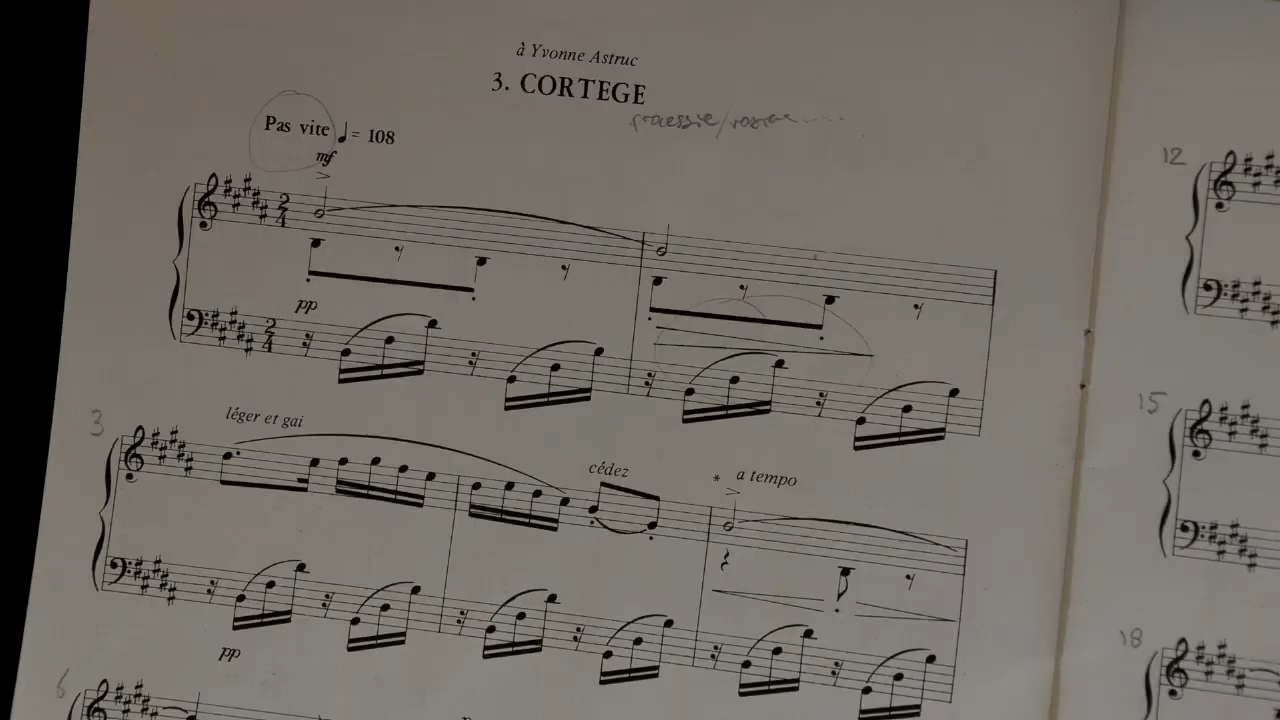 à Yvonne Astruc
3. CORTEGE
Pas vite ♩= 108
mf
pp
3
léger et gai
cédez
* a tempo
pp
6
12
15
18